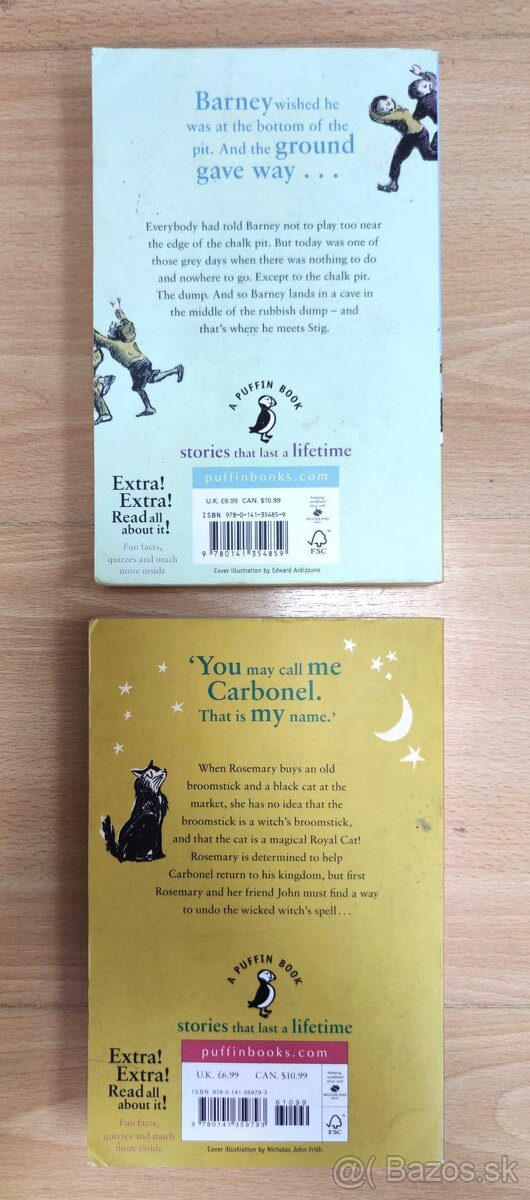 Barney wished he
was at the bottom of the
pit. And the ground
gave way . . .
Everybody had told Barney not to play too near
the edge of the chalk pit. But today was one of
those grey days when there was nothing to do
and nowhere to go. Except to the chalk pit.
The dump. And so Barney lands in a cave in
the middle of the rubbish dump – and
that's where he meets Stig.
A PUFFIN BOOK
stories that last a lifetime
puffinbooks.com
Extra!
Extra!
Read all
about it!
Fun facts,
quizzes and much
more inside
U.K. £6.99 CAN. $10.99
ISBN 978-0-141-35485-9
9 780141 354859
FSC
Cover illustration by Edward Ardizzone
‘You may call me
Carbonel.
That is my name.’
When Rosemary buys an old
broomstick and a black cat at the
market, she has no idea that the
broomstick is a witch's broomstick,
and that the cat is a magical Royal Cat!
Rosemary is determined to help
Carbonel return to his kingdom, but first
Rosemary and her friend John must find a way
to undo the wicked witch's spell . . .
A PUFFIN BOOK
stories that last a lifetime
puffinbooks.com
Extra!
Extra!
Read all
about it!
Fun facts,
quizzes and much
more inside
U.K. £6.99 CAN. $10.99
ISBN 978-0-141-35979-3
61099
9 780141 359793
FSC
Cover illustration by Nicholas John Frith
Bazos.sk